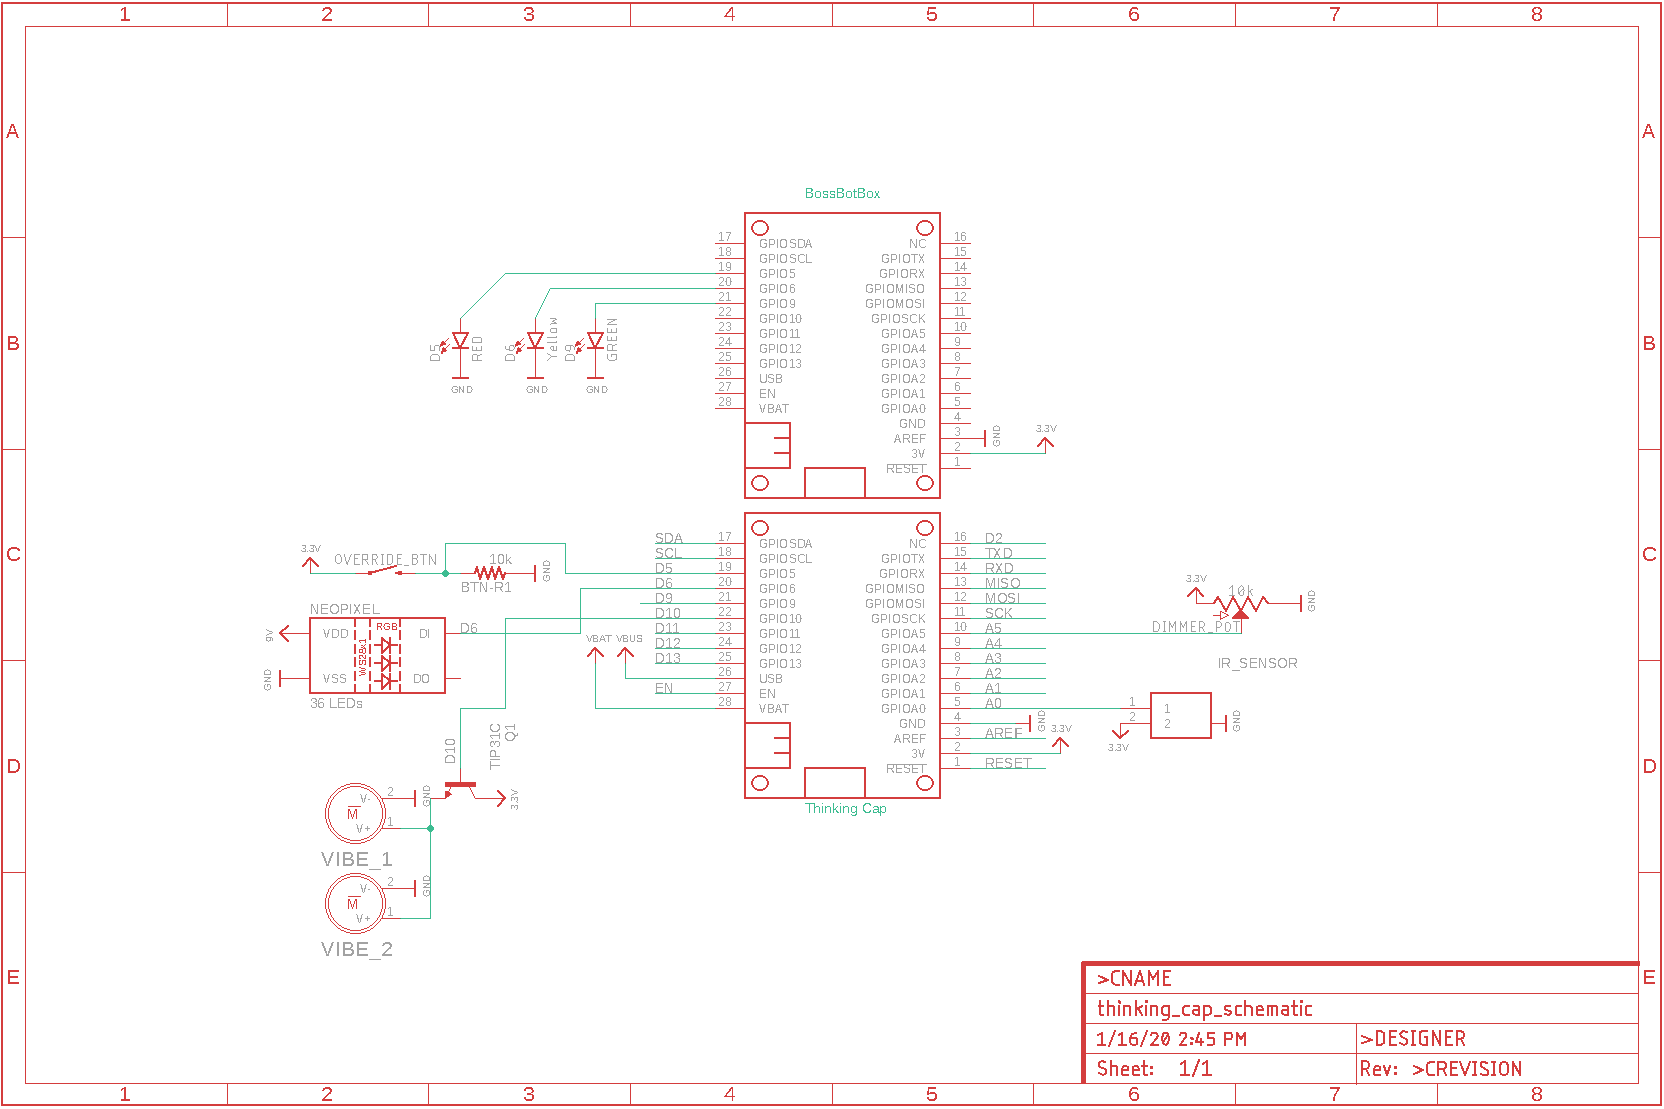 1 2 3 4 5 6 7 8
A A
B B
C C
D D
E E
BossBotBox
17 GPIOSDA NC 16
18 GPIOSCL GPIOTX 15
19 GPIO5 GPIORX 14
20 GPIO6 GPIOMISO 13
21 GPIO9 GPIOMOSI 12
22 GPIO10 GPIOSCK 11
23 GPIO11 GPIOA5 10
24 GPIO12 GPIOA4 9
25 GPIO13 GPIOA3 8
26 USB GPIOA2 7
27 EN GPIOA1 6
28 VBAT GPIOA0 5
GND 4
AREF 3 GND
3V 2 3.3V
RESET 1
D5 RED GND
D6 Yellow GND
D9 GREEN GND
SDA 17 GPIOSDA NC 16 D2
SCL 18 GPIOSCL GPIOTX 15 TXD
D5 19 GPIO5 GPIORX 14 RXD
D6 20 GPIO6 GPIOMISO 13 MISO
D9 21 GPIO9 GPIOMOSI 12 MOSI
D10 22 GPIO10 GPIOSCK 11 SCK
D11 23 GPIO11 GPIOA5 10 A5
D12 24 GPIO12 GPIOA4 9 A4
D13 25 GPIO13 GPIOA3 8 A3
26 USB GPIOA2 7 A2
EN 27 EN GPIOA1 6 A1
28 VBAT GPIOA0 5 A0
GND 4 GND
AREF 3 AREF
3V 2 3.3V
RESET 1 RESET
Thinking Cap
VBAT VBUS
3.3V OVERRIDE_BTN 10k GND
BTN-R1
NEOPIXEL
9V VDD RGB DI D6
GND VSS DO
36 LEDs
D10 TIP31C Q1
3.3V
V- 2 GND
M
V+ 1
VIBE_1
V- 2 GND
M
V+ 1
VIBE_2
3.3V 10k GND
DIMMER_POT
IR_SENSOR
1 1
2 2 GND
3.3V
>CNAME
thinking_cap_schematic
1/16/20 2:45 PM >DESIGNER
Sheet: 1/1 Rev: >CREVISION
1 2 3 4 5 6 7 8